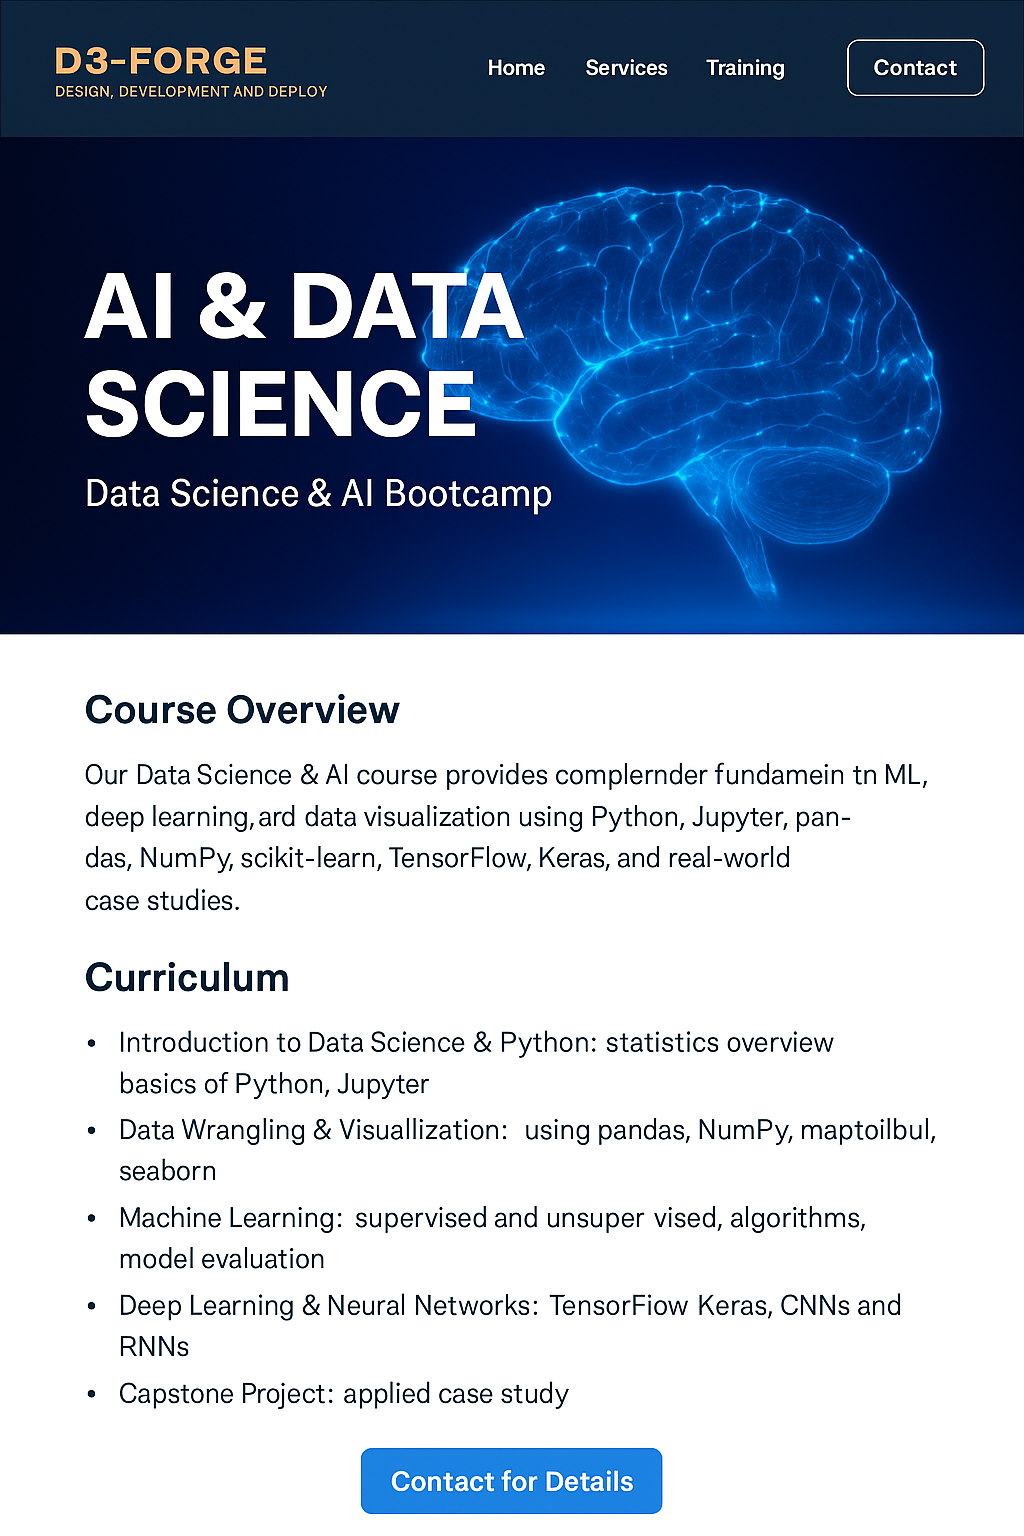 D3-FORGE
DESIGN, DEVELOPMENT AND DEPLOY
Home Services Training Contact
AI & DATA
SCIENCE
Data Science & AI Bootcamp
Course Overview
Our Data Science & AI course provides complernder fundamein tn ML,
deep learning, ard data visualization using Python, Jupyter, pan-
das, NumPy, scikit-learn, TensorFlow, Keras, and real-world
case studies.
Curriculum
• Introduction to Data Science & Python: statistics overview
basics of Python, Jupyter
• Data Wrangling & Visuallization: using pandas, NumPy, maptoilbul,
seaborn
• Machine Learning: supervised and unsuper vised, algorithms,
model evaluation
• Deep Learning & Neural Networks: TensorFiow Keras, CNNs and
RNNs
• Capstone Project: applied case study
Contact for Details